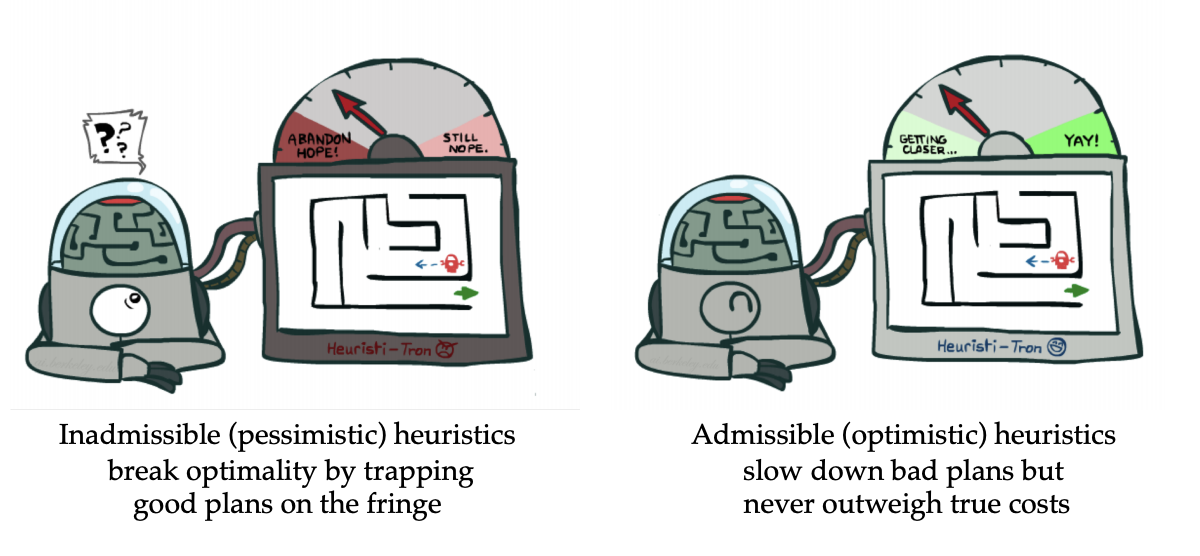 ???
ABANDON
HOPE!
STILL
NOPE.
Heuristi-Tron
Inadmissible (pessimistic) heuristics
break optimality by trapping
good plans on the fringe
GETTING
CLOSER...
YAY!
Heuristi-Tron
Admissible (optimistic) heuristics
slow down bad plans but
never outweigh true costs